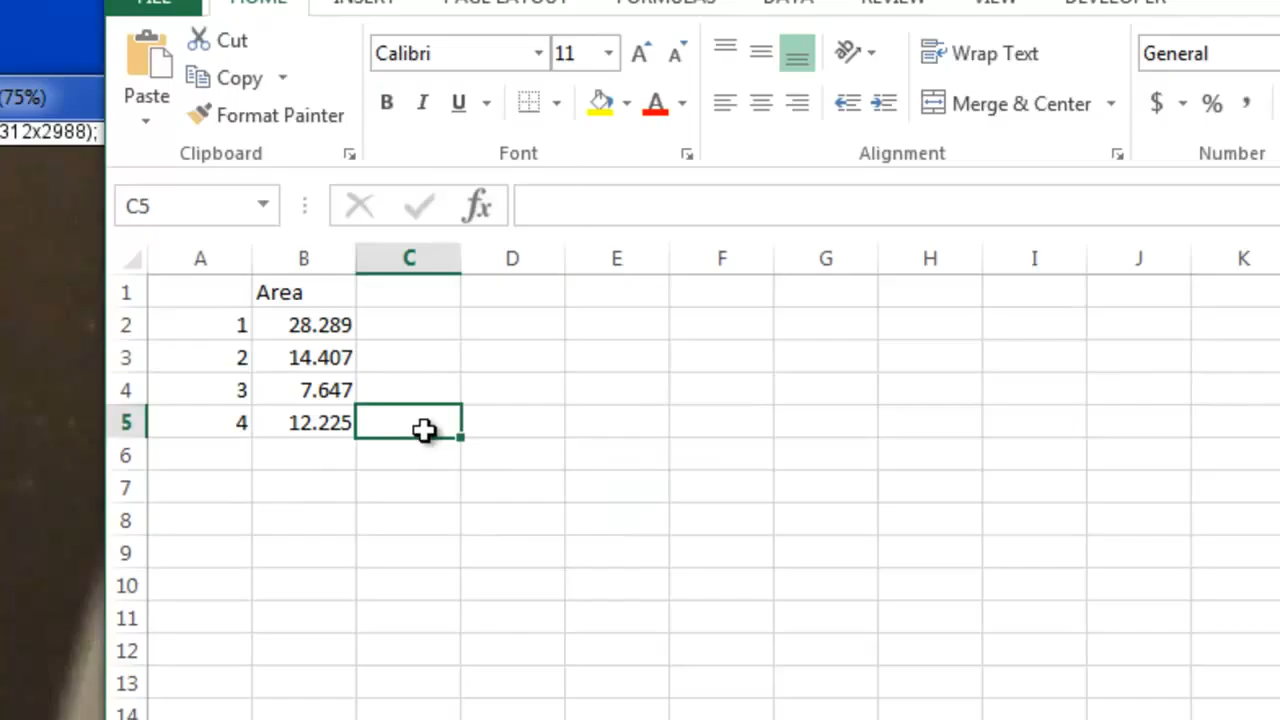 FILE HOME INSERT PAGE LAYOUT FORMULAS DATA REVIEW VIEW DEVELOPER
(75%)
312x2988);
Paste
Cut
Copy
Format Painter
Clipboard
Calibri 11
B I U
Font
Wrap Text
Merge & Center
Alignment
General
$ % ,
Number
C5 fx
A B C D E F G H I J K
1 Area
2 1 28.289
3 2 14.407
4 3 7.647
5 4 12.225
6
7
8
9
10
11
12
13
14